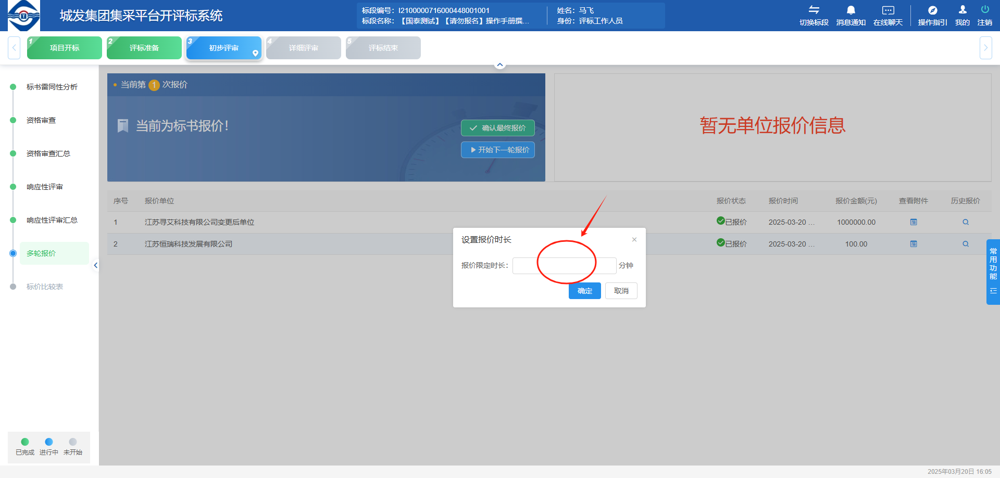 城发集团集采平台开评标系统
标段编号：I2100000716000448001001
标段名称：【国泰测试】【请勿报名】操作手册撰...
姓名：马飞
身份：评标工作人员
切换标段
消息通知
在线聊天
操作指引
我的
注销
1 项目开标
2 评标准备
3 初步评审
4 详细评审
5 评标结束
标书雷同性分析
资格审查
资格审查汇总
响应性评审
响应性评审汇总
多轮报价
标价比较表
已完成 进行中 未开始
当前第 1 次报价
当前为标书报价！
确认最终报价
开始下一轮报价
暂无单位报价信息
序号 报价单位 报价状态 报价时间 报价金额(元) 查看附件 历史报价
1 江苏寻艾科技有限公司变更后单位 已报价 2025-03-20 ... 1000000.00
2 江苏恒瑞科技发展有限公司 已报价 2025-03-20 ... 100.00
设置报价时长 ×
报价限定时长： 分钟
确定 取消
常用功能
2025年03月20日 16:05